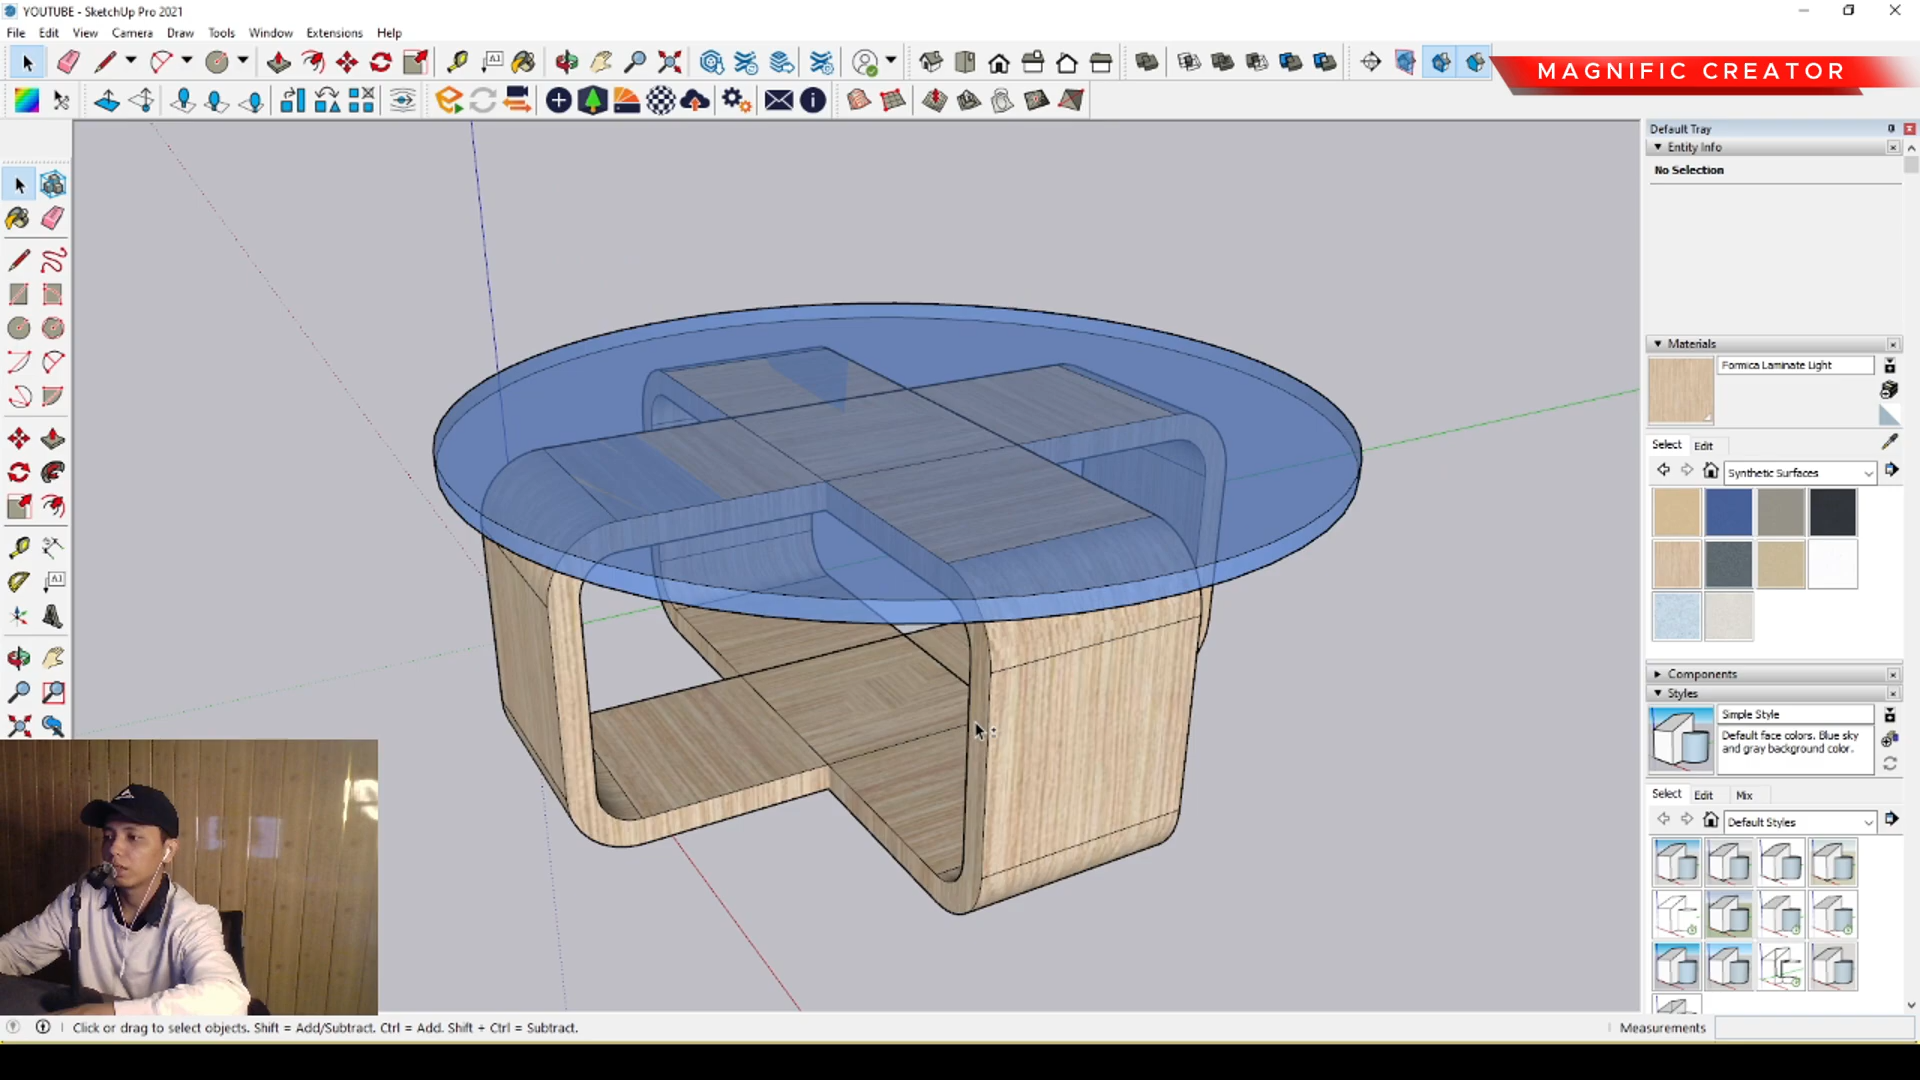 YOUTUBE - SketchUp Pro 2021
File Edit View Camera Draw Tools Window Extensions Help
MAGNIFIC CREATOR
Default Tray
Entity Info
No Selection
Materials
Formica Laminate Light
Select Edit
Synthetic Surfaces
Components
Styles
Simple Style
Default face colors. Blue sky
and gray background color.
Select Edit Mix
Default Styles
Click or drag to select objects. Shift = Add/Subtract. Ctrl = Add. Shift + Ctrl = Subtract.
Measurements